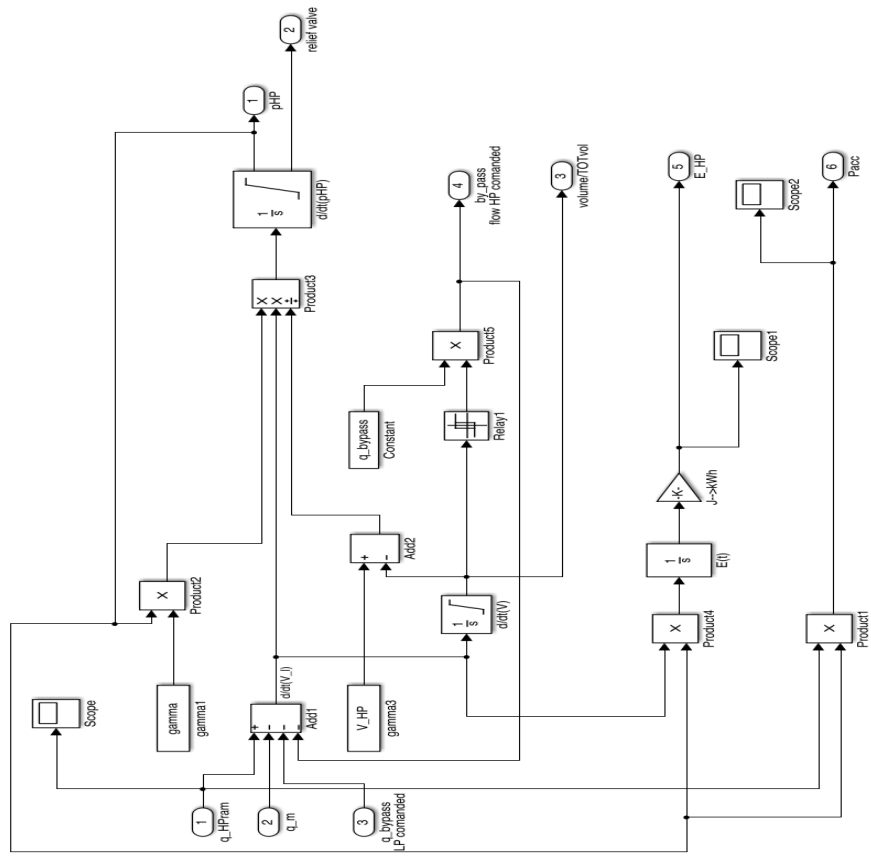 1
q_HPram
2
q_m
3
q_bypass
LP comanded
Scope
gamma
gamma1
X
Product2
+
−
−
−
d/dt(V_l)
Add1
V_HP
gamma3
+
−
Add2
1
s
d/dt(V)
q_bypass
Constant
Relay1
X
Product5
X
X
÷
Product3
1
s
d/dt(pHP)
1
pHP
2
relief valve
4
by_pass
flow HP comanded
3
volume/TOTvol
X
Product4
1
s
E(t)
-K-
J-->kWh
Scope1
5
E_HP
X
Product1
Scope2
6
Pacc